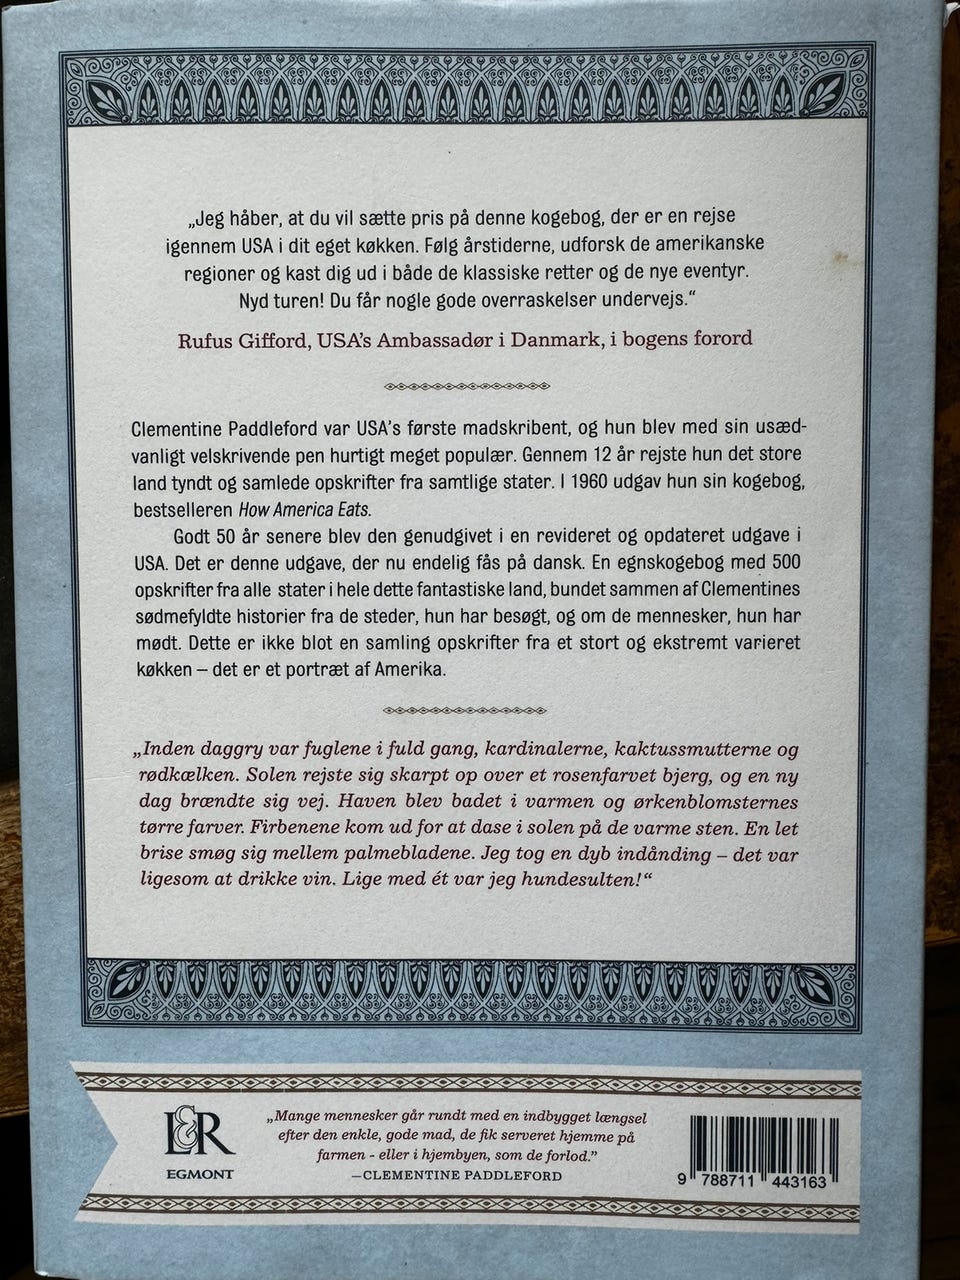 „Jeg håber, at du vil sætte pris på denne kogebog, der er en rejse
igennem USA i dit eget køkken. Følg årstiderne, udforsk de amerikanske
regioner og kast dig ud i både de klassiske retter og de nye eventyr.
Nyd turen! Du får nogle gode overraskelser undervejs.“
Rufus Gifford, USA's Ambassadør i Danmark, i bogens forord
Clementine Paddleford var USA's første madskribent, og hun blev med sin usæd-
vanligt velskrivende pen hurtigt meget populær. Gennem 12 år rejste hun det store
land tyndt og samlede opskrifter fra samtlige stater. I 1960 udgav hun sin kogebog,
bestselleren How America Eats.
Godt 50 år senere blev den genudgivet i en revideret og opdateret udgave i
USA. Det er denne udgave, der nu endelig fås på dansk. En egnskogebog med 500
opskrifter fra alle stater i hele dette fantastiske land, bundet sammen af Clementines
sødmefyldte historier fra de steder, hun har besøgt, og om de mennesker, hun har
mødt. Dette er ikke blot en samling opskrifter fra et stort og ekstremt varieret
køkken – det er et portræt af Amerika.
„Inden daggry var fuglene i fuld gang, kardinalerne, kaktussmutterne og
rødkælken. Solen rejste sig skarpt op over et rosenfarvet bjerg, og en ny
dag brændte sig vej. Haven blev badet i varmen og ørkenblomsternes
tørre farver. Firbenene kom ud for at dase i solen på de varme sten. En let
brise smøg sig mellem palmebladene. Jeg tog en dyb indånding – det var
ligesom at drikke vin. Lige med ét var jeg hundesulten!“
L&R
EGMONT
„Mange mennesker går rundt med en indbygget længsel
efter den enkle, gode mad, de fik serveret hjemme på
farmen - eller i hjembyen, som de forlod.”
—CLEMENTINE PADDLEFORD
9 788711 443163